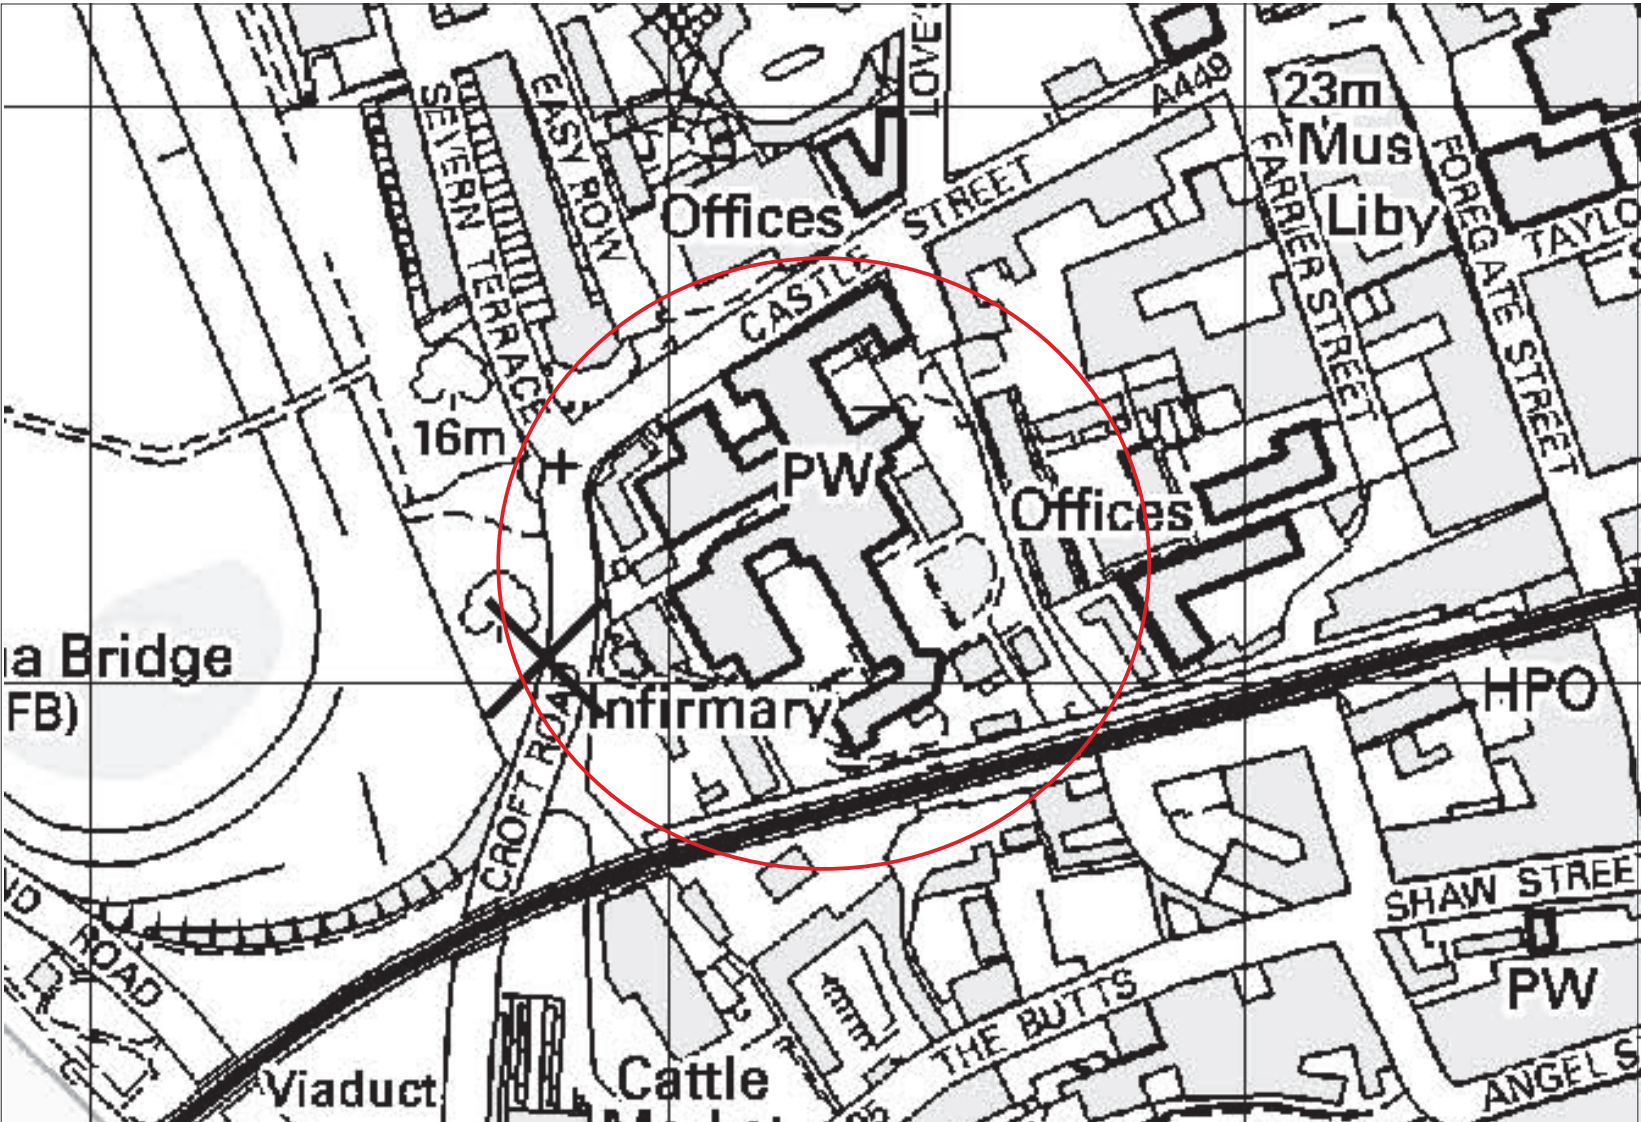 LOVE'S
A449
23m
SEVERN TERRACE
EASY ROW
Mus
FARRIER STREET
FOREGATE STREET
Offices
CASTLE STREET
Liby
TAYLO
16m
PW
Offices
a Bridge
FB)
Infirmary
HPO
CROFT ROAD
SHAW STREE
ROAD
PW
THE BUTTS
Viaduct
Cattle
ANGEL S